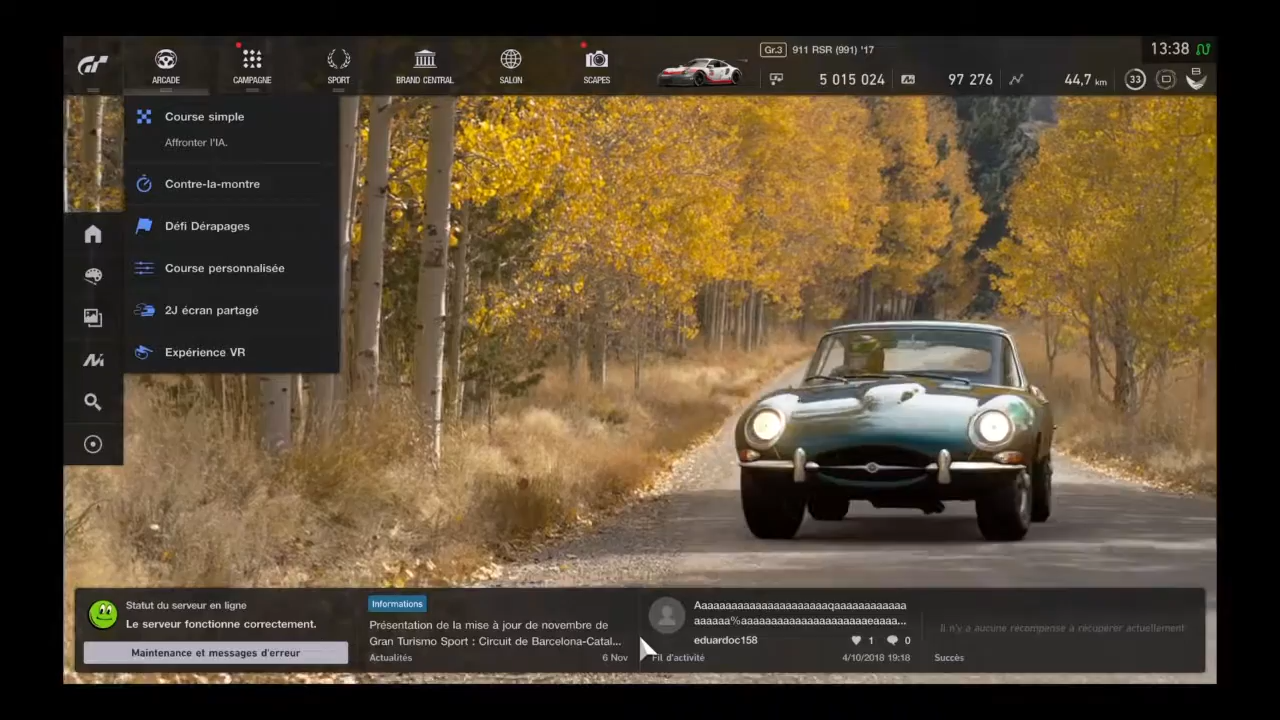 GT
ARCADE
CAMPAGNE
SPORT
BRAND CENTRAL
SALON
SCAPES
Gr.3 911 RSR (991) '17
5 015 024
97 276
44,7 km
33
B
13:38
Course simple
Affronter l'IA.
Contre-la-montre
Défi Dérapages
Course personnalisée
2J écran partagé
Expérience VR
Statut du serveur en ligne
Le serveur fonctionne correctement.
Maintenance et messages d'erreur
Informations
Présentation de la mise à jour de novembre de
Gran Turismo Sport : Circuit de Barcelona-Catal...
Actualités
6 Nov
Aaaaaaaaaaaaaaaaaaaaaqaaaaaaaaaaa
aaaaaa%aaaaaaaaaaaaaaaaaaaeaaaa...
eduardoc158
1
0
Fil d'activité
4/10/2018 19:18
Il n'y a aucune récompense à récupérer actuellement
Succès